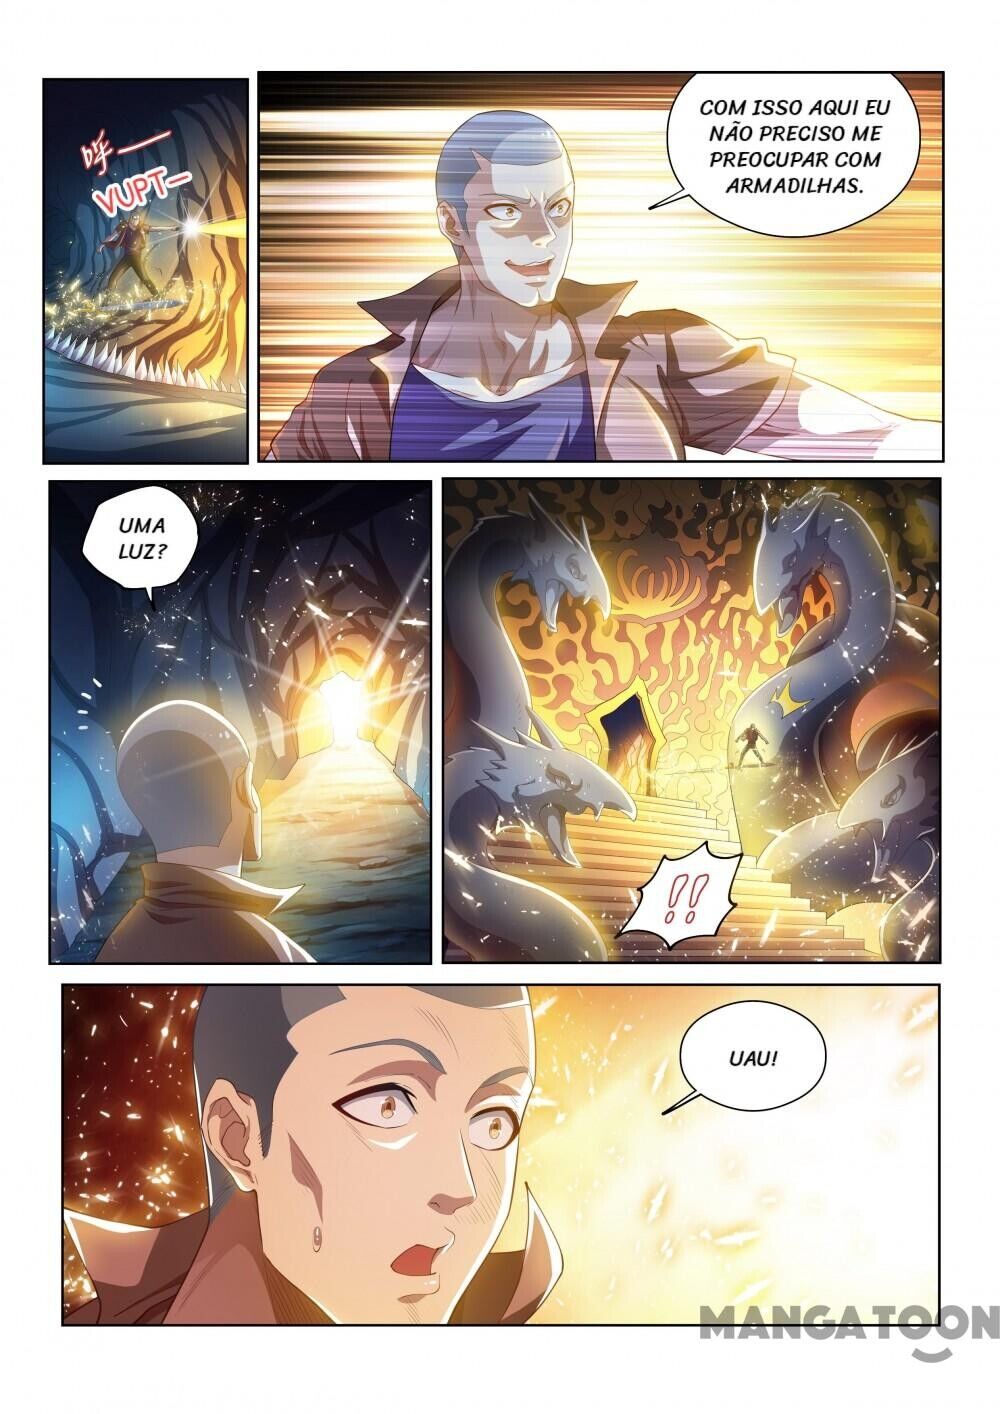 呼——
VUPT—
COM ISSO AQUI EU
NÃO PRECISO ME
PREOCUPAR COM
ARMADILHAS.
UMA
LUZ?
!!
UAU!
MANGATOON